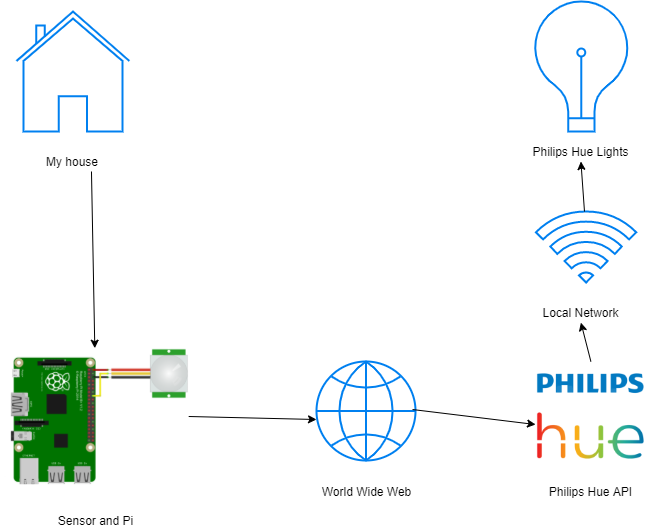 My house
Philips Hue Lights
Local Network
PHILIPS
hue
World Wide Web
Philips Hue API
Sensor and Pi